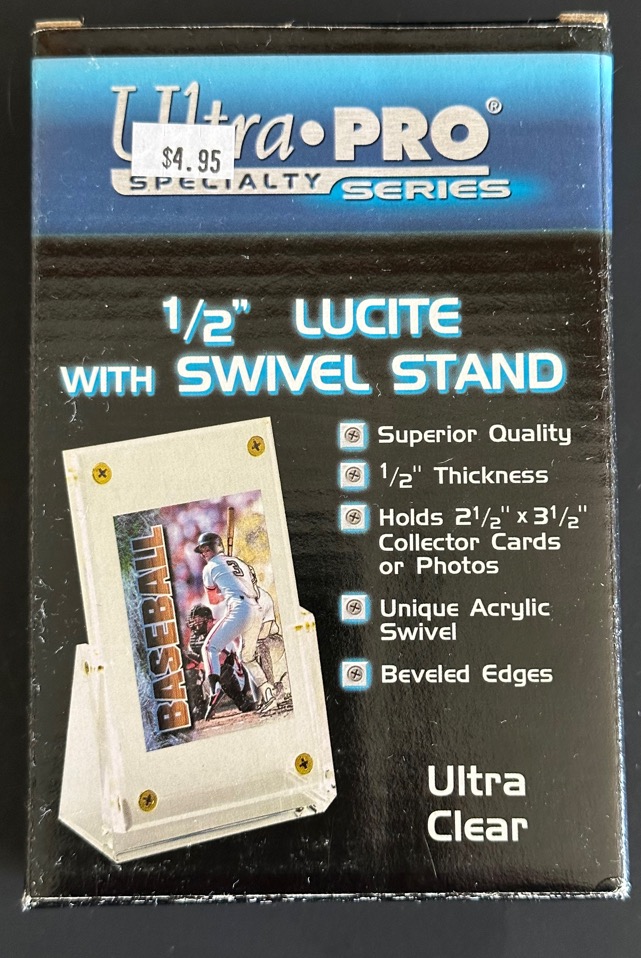 Ultra•PRO®
$4.95
SPECIALTY SERIES
1/2" LUCITE
WITH SWIVEL STAND
Superior Quality
1/2" Thickness
Holds 2 1/2" x 3 1/2"
Collector Cards
or Photos
Unique Acrylic
Swivel
Beveled Edges
BASEBALL
3
Ultra
Clear